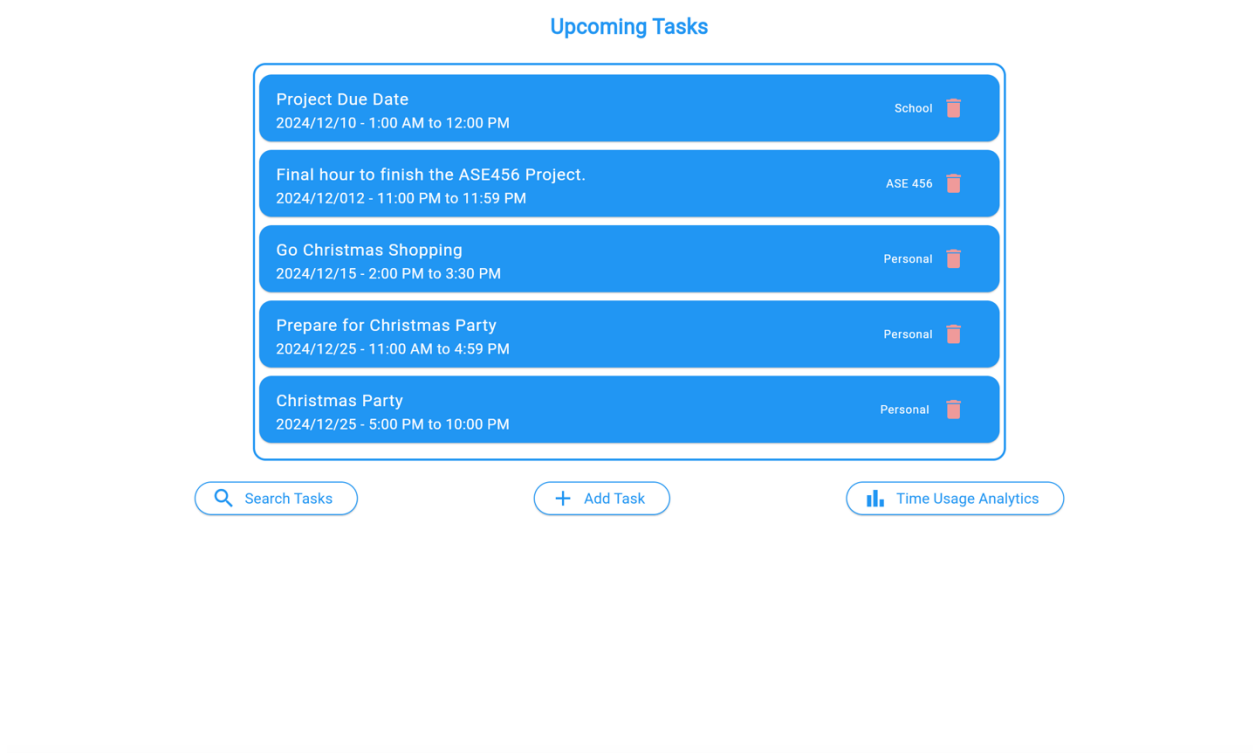 Upcoming Tasks
Project Due Date
2024/12/10 - 1:00 AM to 12:00 PM
School
Final hour to finish the ASE456 Project.
2024/12/012 - 11:00 PM to 11:59 PM
ASE 456
Go Christmas Shopping
2024/12/15 - 2:00 PM to 3:30 PM
Personal
Prepare for Christmas Party
2024/12/25 - 11:00 AM to 4:59 PM
Personal
Christmas Party
2024/12/25 - 5:00 PM to 10:00 PM
Personal
Search Tasks
Add Task
Time Usage Analytics